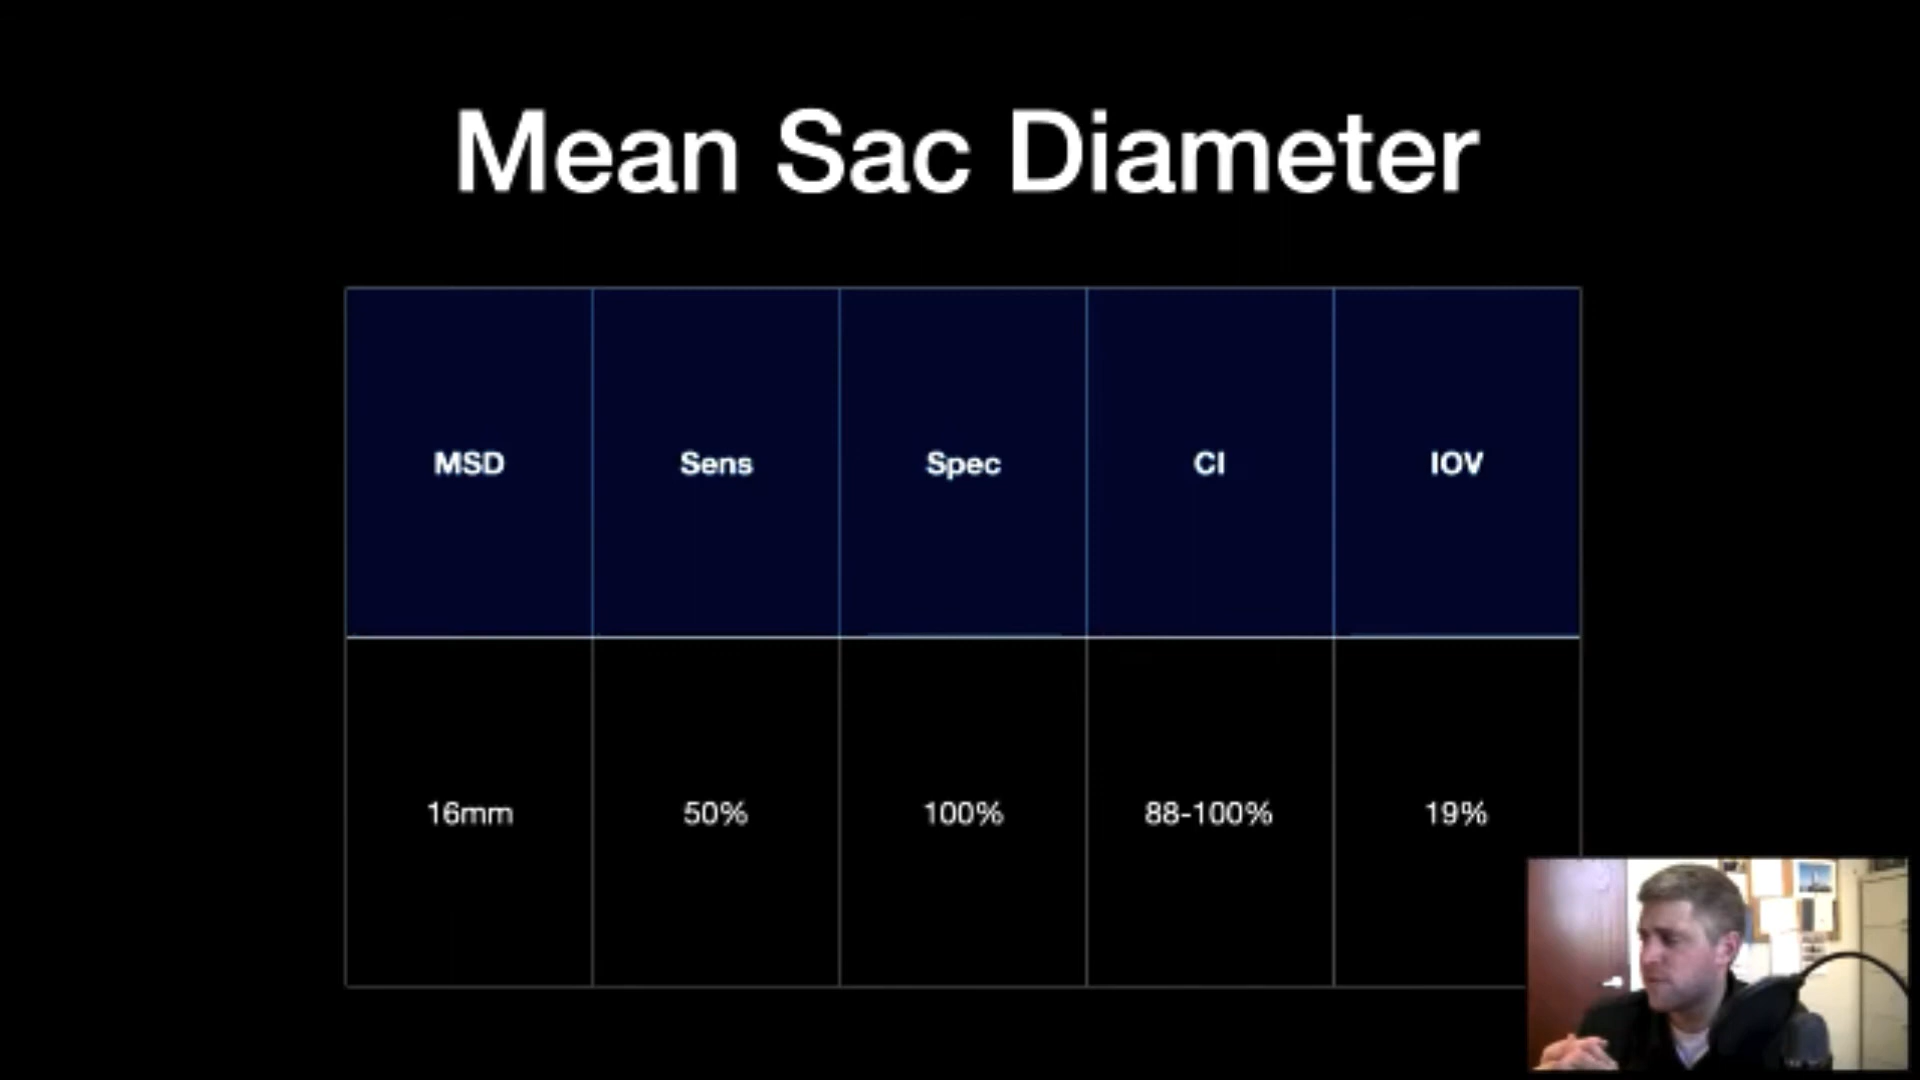 Mean Sac Diameter
MSD Sens Spec CI IOV
16mm 50% 100% 88-100% 19%